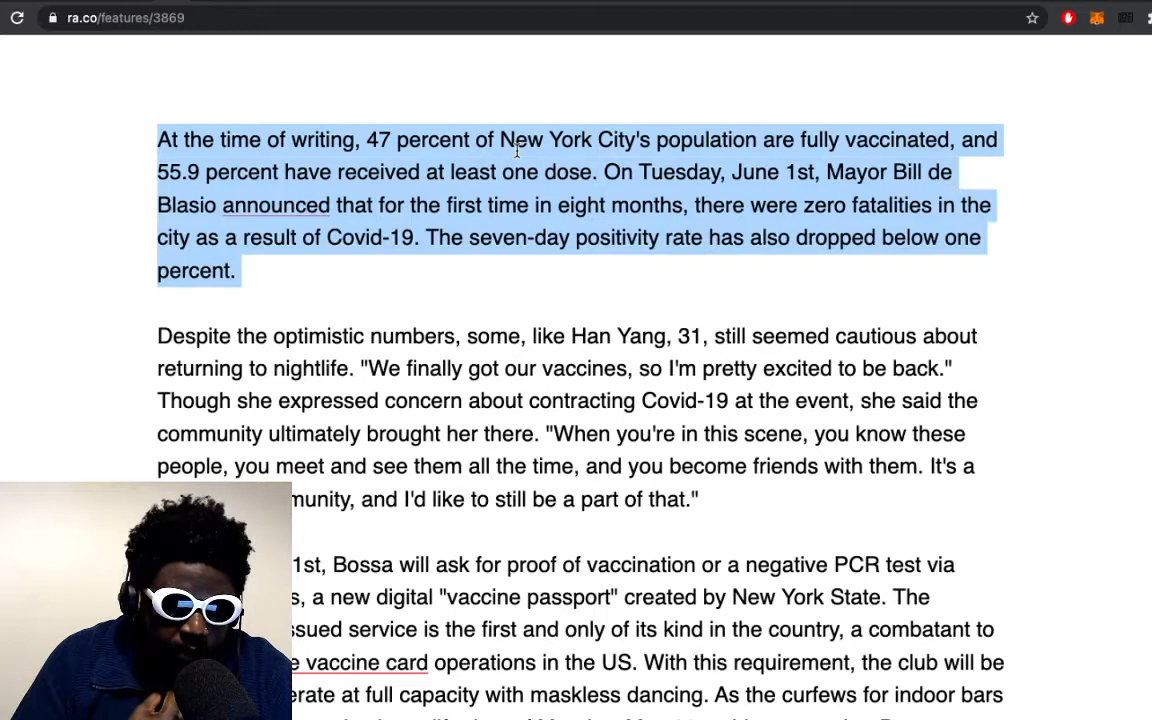 ra.co/features/3869
At the time of writing, 47 percent of New York City's population are fully vaccinated, and
55.9 percent have received at least one dose. On Tuesday, June 1st, Mayor Bill de
Blasio announced that for the first time in eight months, there were zero fatalities in the
city as a result of Covid-19. The seven-day positivity rate has also dropped below one
percent.
Despite the optimistic numbers, some, like Han Yang, 31, still seemed cautious about
returning to nightlife. "We finally got our vaccines, so I'm pretty excited to be back."
Though she expressed concern about contracting Covid-19 at the event, she said the
community ultimately brought her there. "When you're in this scene, you know these
people, you meet and see them all the time, and you become friends with them. It's a
munity, and I'd like to still be a part of that."
1st, Bossa will ask for proof of vaccination or a negative PCR test via
s, a new digital "vaccine passport" created by New York State. The
ssued service is the first and only of its kind in the country, a combatant to
e vaccine card operations in the US. With this requirement, the club will be
erate at full capacity with maskless dancing. As the curfews for indoor bars